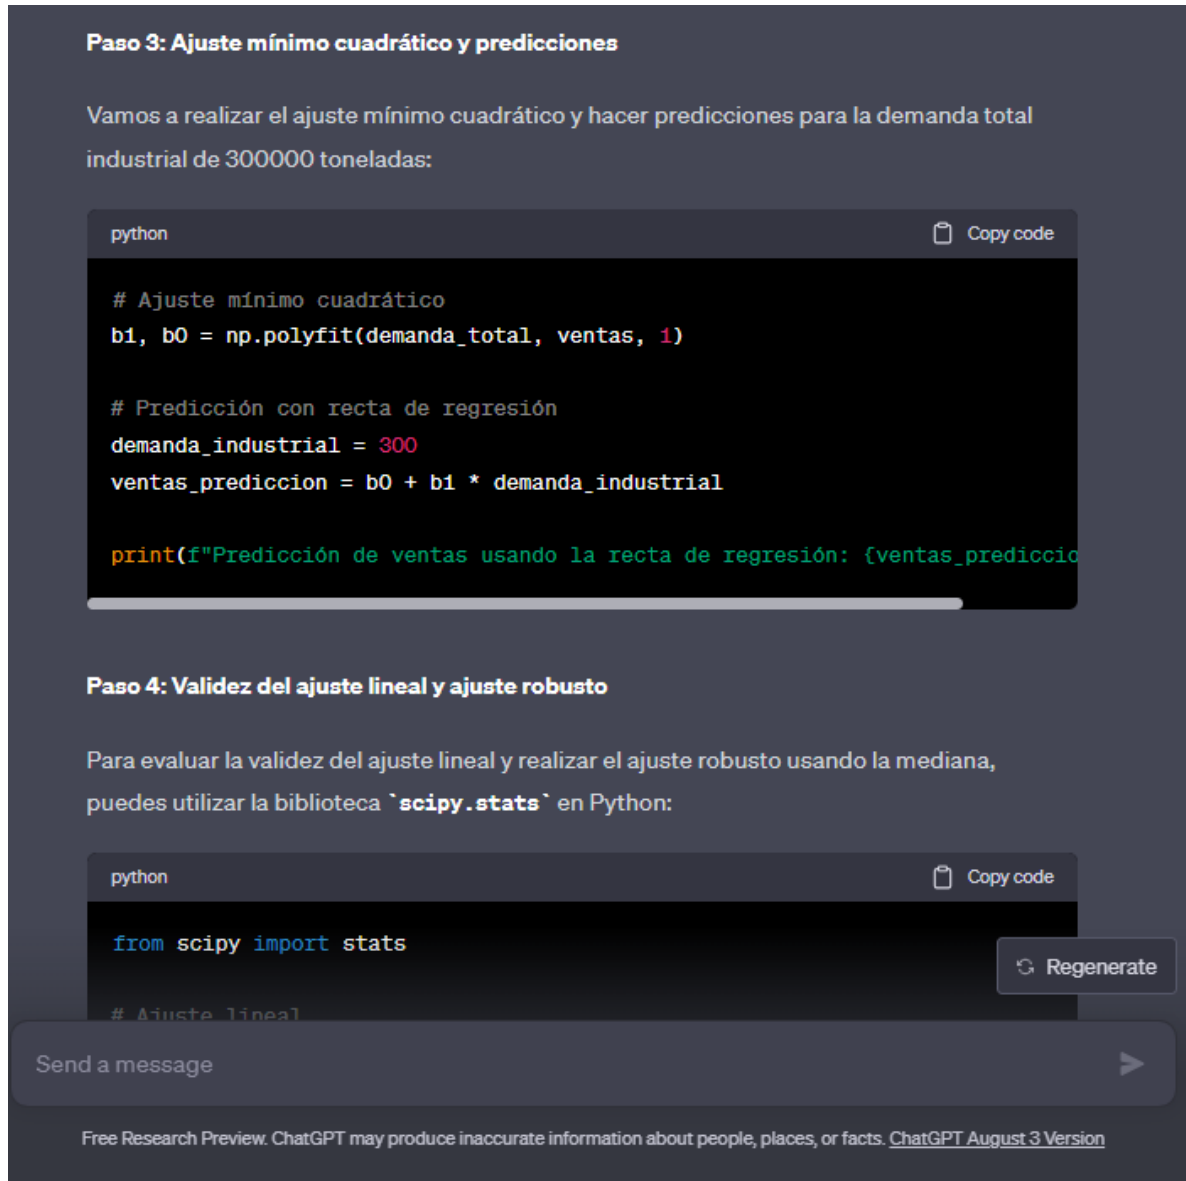 Paso 3: Ajuste mínimo cuadrático y predicciones
Vamos a realizar el ajuste mínimo cuadrático y hacer predicciones para la demanda total
industrial de 300000 toneladas:
python
Copy code
# Ajuste mínimo cuadrático
b1, b0 = np.polyfit(demanda_total, ventas, 1)
# Predicción con recta de regresión
demanda_industrial = 300
ventas_prediccion = b0 + b1 * demanda_industrial
print(f"Predicción de ventas usando la recta de regresión: {ventas_prediccio
Paso 4: Validez del ajuste lineal y ajuste robusto
Para evaluar la validez del ajuste lineal y realizar el ajuste robusto usando la mediana,
puedes utilizar la biblioteca `scipy.stats` en Python:
python
Copy code
from scipy import stats
Regenerate
# Ajuste lineal
Send a message
Free Research Preview. ChatGPT may produce inaccurate information about people, places, or facts. ChatGPT August 3 Version